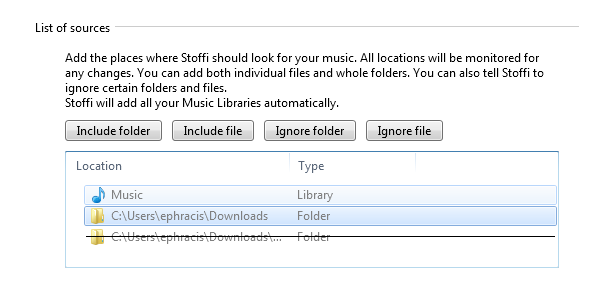 List of sources
Add the places where Stoffi should look for your music. All locations will be monitored for
any changes. You can add both individual files and whole folders. You can also tell Stoffi to
ignore certain folders and files.
Stoffi will add all your Music Libraries automatically.
Include folder Include file Ignore folder Ignore file
Location Type
Music Library
C:\Users\ephracis\Downloads Folder
C:\Users\ephracis\Downloads\... Folder